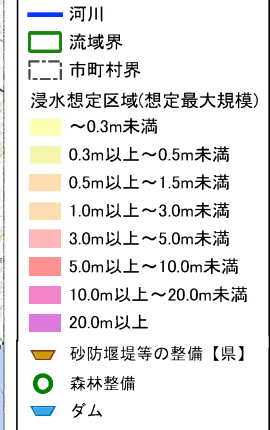 河川
流域界
市町村界
浸水想定区域(想定最大規模)
～0.3m未満
0.3m以上～0.5m未満
0.5m以上～1.5m未満
1.0m以上～3.0m未満
3.0m以上～5.0m未満
5.0m以上～10.0m未満
10.0m以上～20.0m未満
20.0m以上
砂防堰堤等の整備【県】
森林整備
ダム